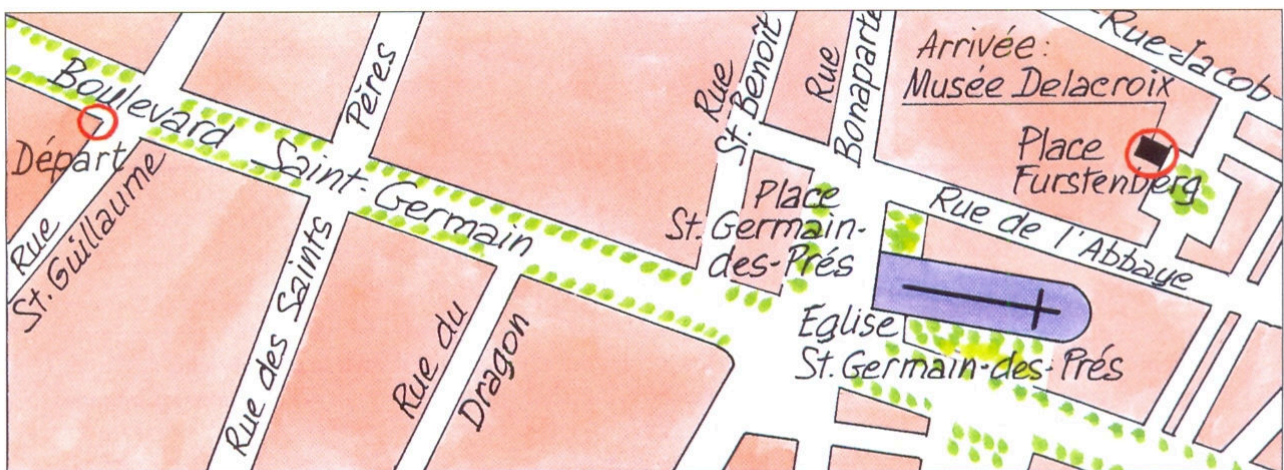 Boulevard
Saint-Germain
Départ
Rue
St. Guillaume
Rue des Saints
Pères
Rue du
Dragon
Rue
St. Benoît
Rue
Bonaparte
Place
St. Germain-
des-Prés
Eglise
St. Germain-des-Prés
Arrivée:
Musée Delacroix
Place
Furstenberg
Rue de l'Abbaye
Rue-Jacob